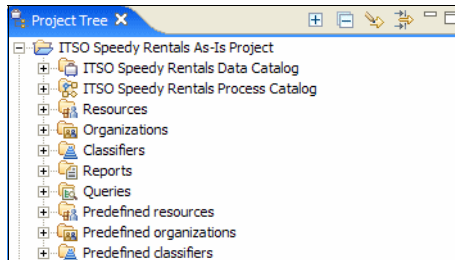 Project Tree
ITSO Speedy Rentals As-Is Project
ITSO Speedy Rentals Data Catalog
ITSO Speedy Rentals Process Catalog
Resources
Organizations
Classifiers
Reports
Queries
Predefined resources
Predefined organizations
Predefined classifiers